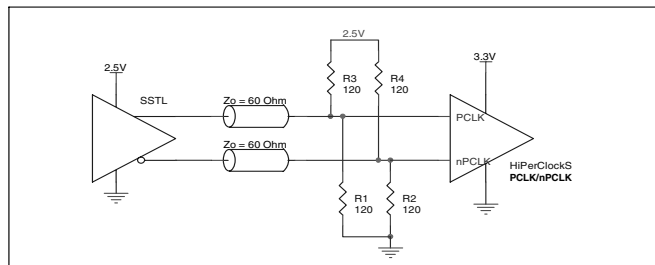 2.5V
3.3V
2.5V
SSTL
Zo = 60 Ohm
R3
120
R4
120
PCLK
Zo = 60 Ohm
nPCLK
HiPerClockS
PCLK/nPCLK
R1
120
R2
120